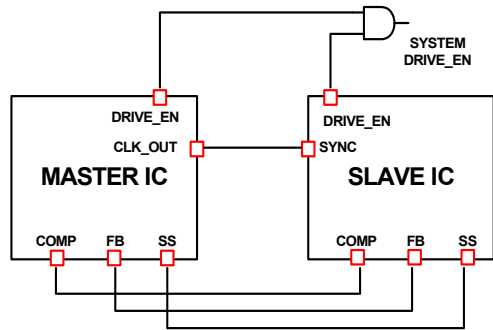 SYSTEM
DRIVE_EN
DRIVE_EN
DRIVE_EN
CLK_OUT
SYNC
MASTER IC
SLAVE IC
COMP FB SS
COMP FB SS